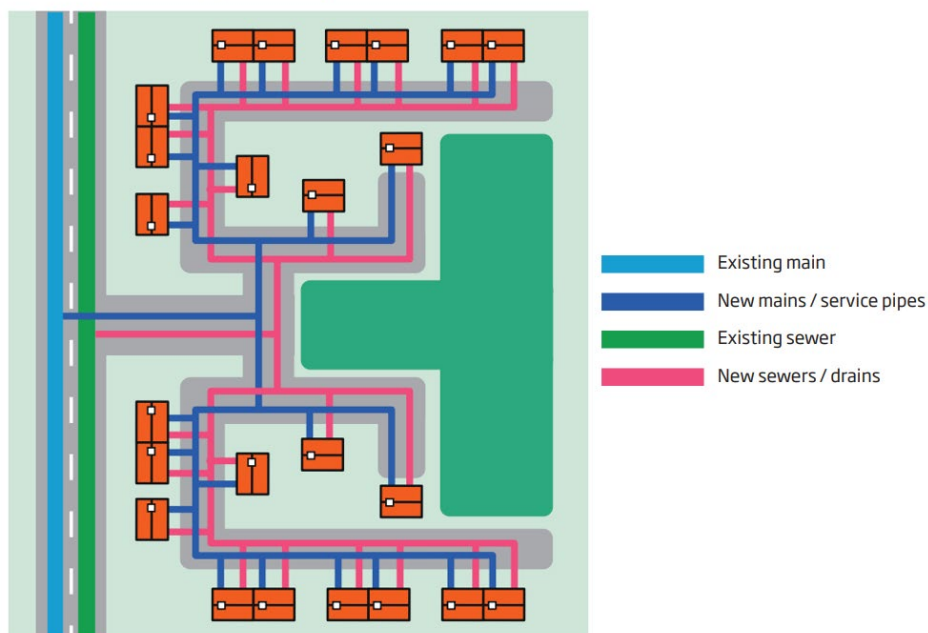 Existing main
New mains / service pipes
Existing sewer
New sewers / drains